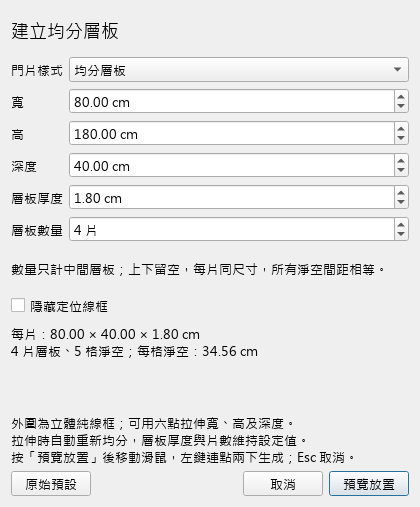 建立均分層板
門片樣式 均分層板
寬 80.00 cm
高 180.00 cm
深度 40.00 cm
層板厚度 1.80 cm
層板數量 4 片
數量只計中間層板；上下留空，每片同尺寸，所有淨空間距相等。
隱藏定位線框
每片：80.00 × 40.00 × 1.80 cm
4 片層板、5 格淨空；每格淨空：34.56 cm
外圍為立體純線框；可用六點拉伸寬、高及深度。
拉伸時自動重新均分，層板厚度與片數維持設定值。
按「預覽放置」後移動滑鼠，左鍵連點兩下生成；Esc 取消。
原始預設 取消 預覽放置